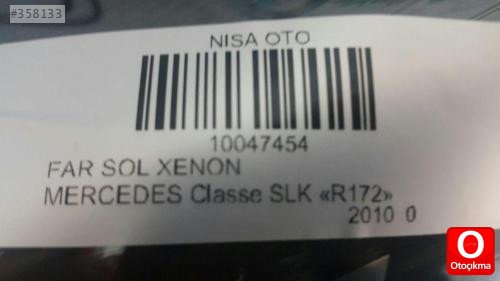 #358133
NISA OTO
10047454
FAR SOL XENON
MERCEDES Classe SLK «R172»
2010 0
O
Otoçıkma